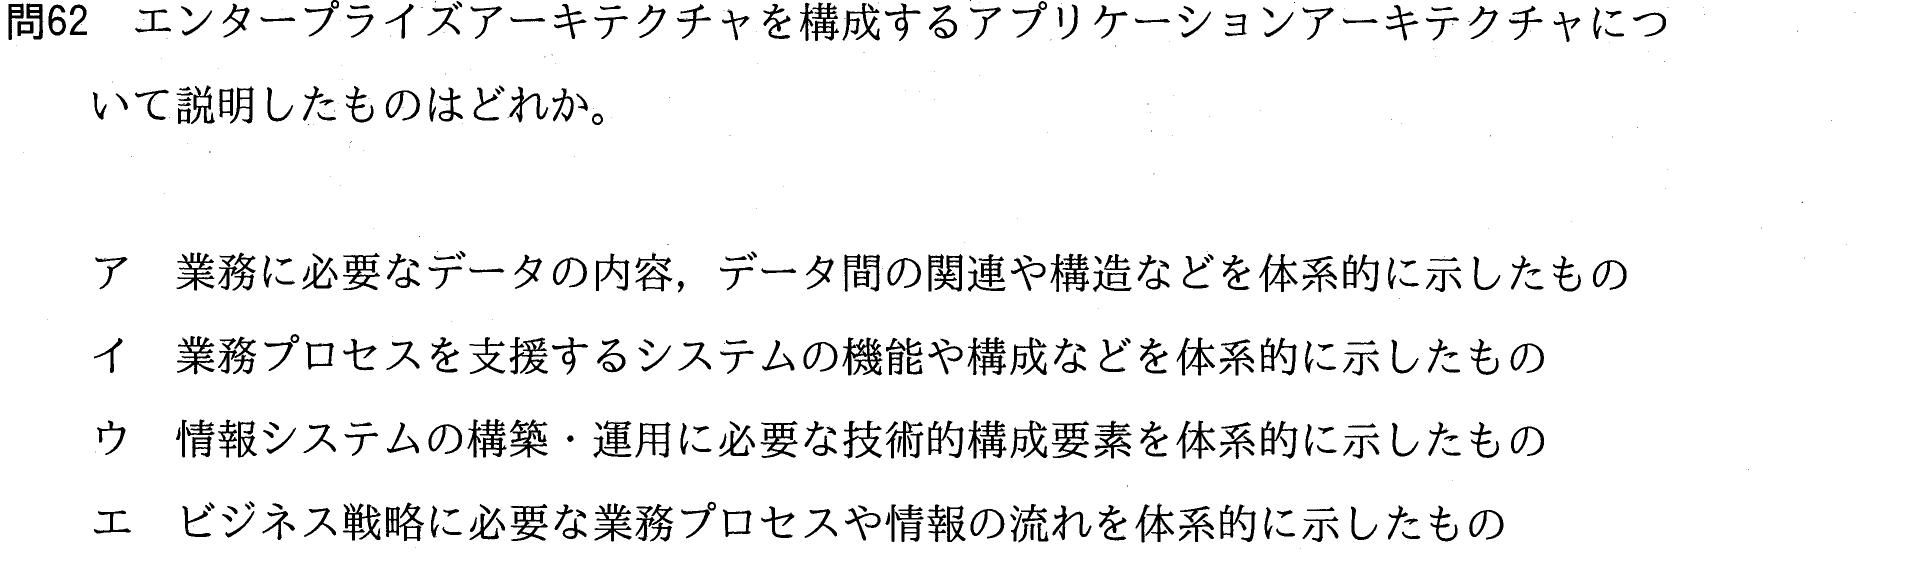 問62　エンタープライズアーキテクチャを構成するアプリケーションアーキテクチャにつ
いて説明したものはどれか。
ア　業務に必要なデータの内容，データ間の関連や構造などを体系的に示したもの
イ　業務プロセスを支援するシステムの機能や構成などを体系的に示したもの
ウ　情報システムの構築・運用に必要な技術的構成要素を体系的に示したもの
エ　ビジネス戦略に必要な業務プロセスや情報の流れを体系的に示したもの